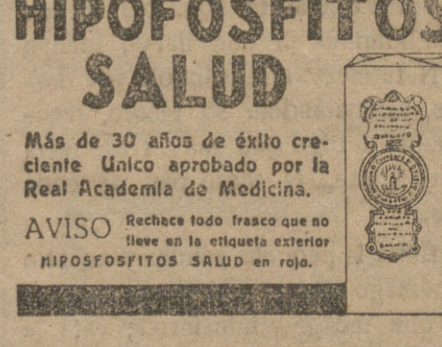 HIPOFOSFITOS
SALUD
Más de 30 años de éxito cre-
ciente Unico aprobado por la
Real Academia de Medicina.
AVISO Rechace todo frasco que no
lleve en la etiqueta exterior
HIPOSFOSFITOS SALUD en rojo.